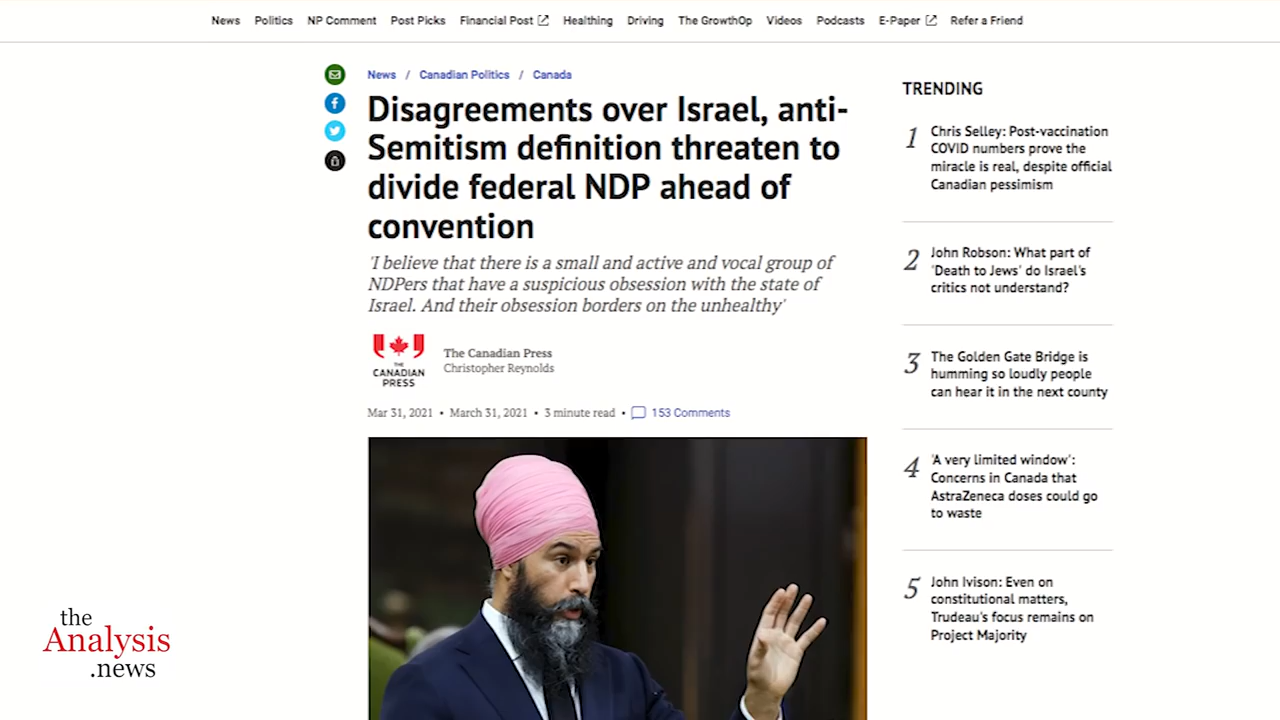 News Politics NP Comment Post Picks Financial Post Healthing Driving The GrowthOp Videos Podcasts E-Paper Refer a Friend
News / Canadian Politics / Canada
Disagreements over Israel, anti-
Semitism definition threaten to
divide federal NDP ahead of
convention
'I believe that there is a small and active and vocal group of
NDPers that have a suspicious obsession with the state of
Israel. And their obsession borders on the unhealthy'
THE
CANADIAN
PRESS
The Canadian Press
Christopher Reynolds
Mar 31, 2021 • March 31, 2021 • 3 minute read • 153 Comments
TRENDING
1 Chris Selley: Post-vaccination
COVID numbers prove the
miracle is real, despite official
Canadian pessimism
2 John Robson: What part of
'Death to Jews' do Israel's
critics not understand?
3 The Golden Gate Bridge is
humming so loudly people
can hear it in the next county
4 'A very limited window':
Concerns in Canada that
AstraZeneca doses could go
to waste
5 John Ivison: Even on
constitutional matters,
Trudeau's focus remains on
Project Majority
the
Analysis
.news